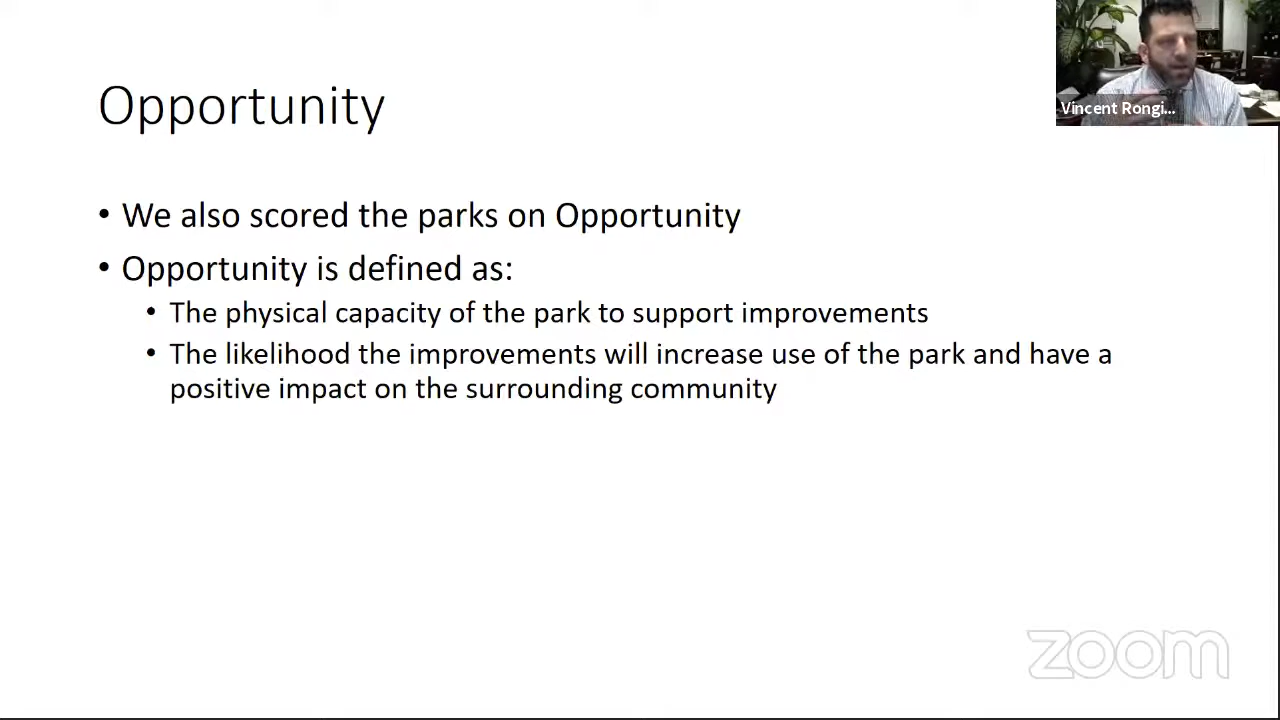 Opportunity
Vincent Rongi...
• We also scored the parks on Opportunity
• Opportunity is defined as:
• The physical capacity of the park to support improvements
• The likelihood the improvements will increase use of the park and have a
positive impact on the surrounding community
zoom